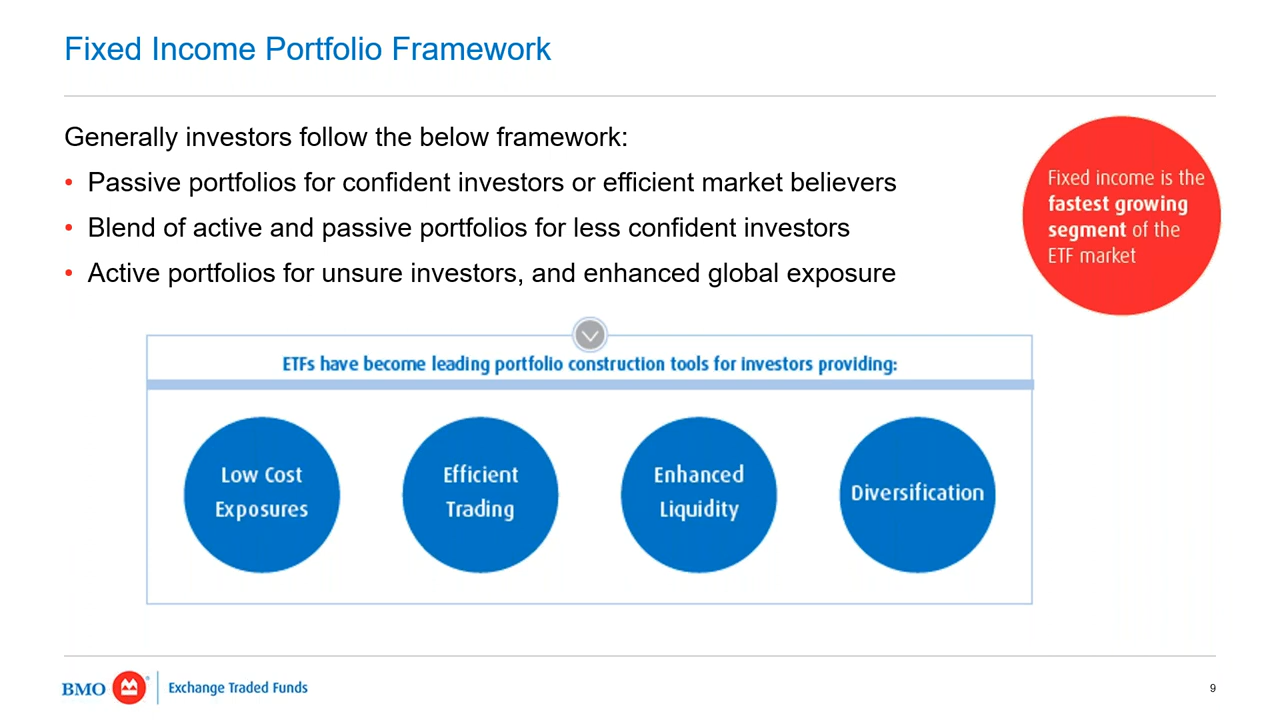 Fixed Income Portfolio Framework
Generally investors follow the below framework:
• Passive portfolios for confident investors or efficient market believers
• Blend of active and passive portfolios for less confident investors
• Active portfolios for unsure investors, and enhanced global exposure
Fixed income is the
fastest growing
segment of the
ETF market
ETFs have become leading portfolio construction tools for investors providing:
Low Cost
Exposures
Efficient
Trading
Enhanced
Liquidity
Diversification
BMO Exchange Traded Funds
9